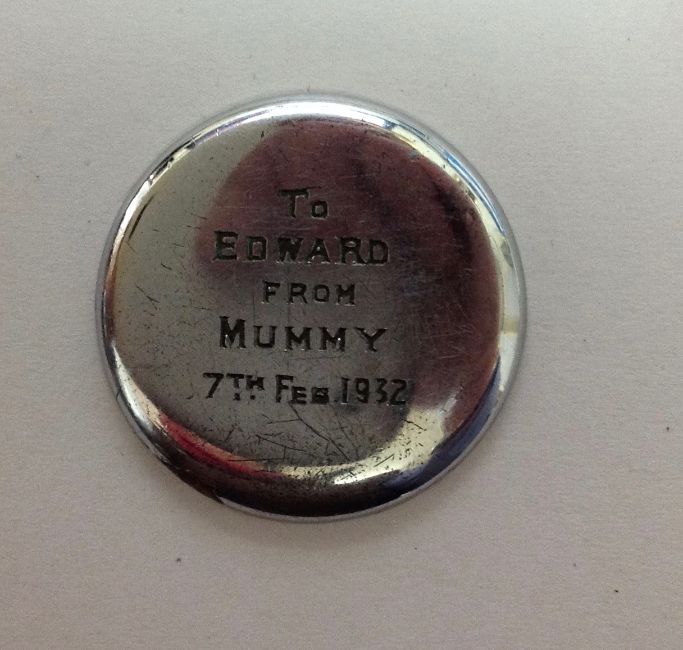 To
EDWARD
FROM
MUMMY
7TH FEB. 1932